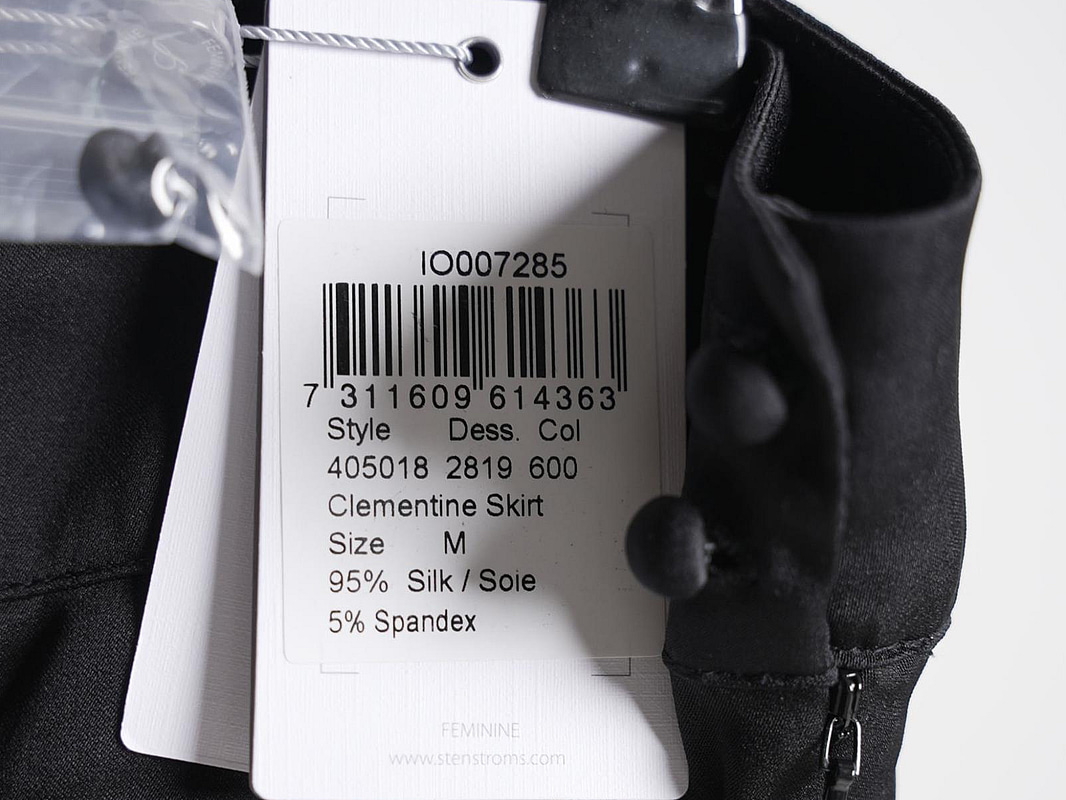 IO007285
7 311609 614363
Style Dess. Col
405018 2819 600
Clementine Skirt
Size M
95% Silk / Soie
5% Spandex
FEMININE
www.stenstroms.com